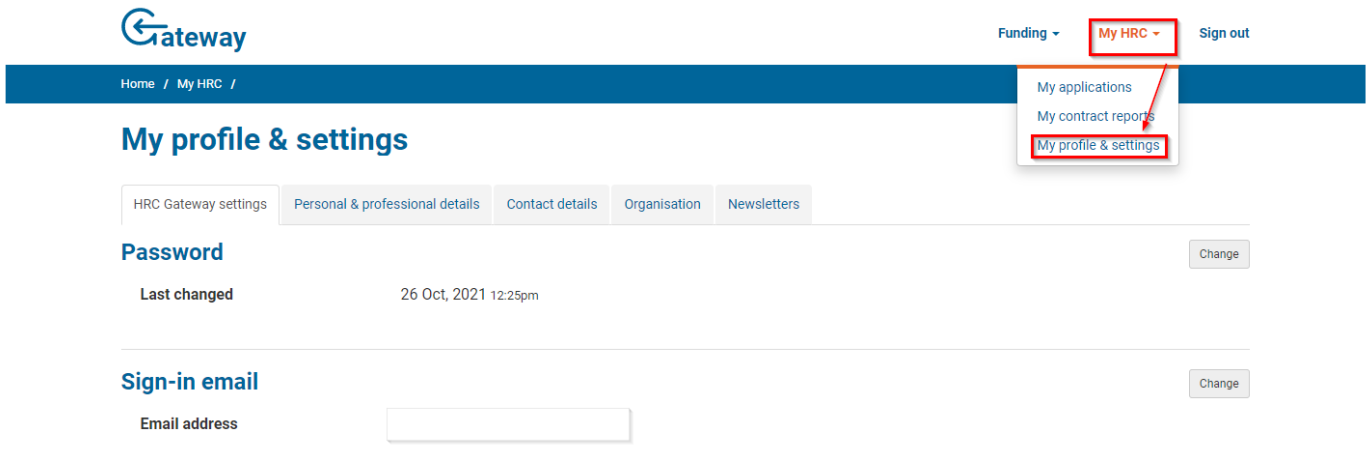 Gateway
Funding My HRC Sign out
Home / My HRC /
My applications
My contract reports
My profile & settings
My profile & settings
HRC Gateway settings Personal & professional details Contact details Organisation Newsletters
Password Change
Last changed 26 Oct, 2021 12:25pm
Sign-in email Change
Email address